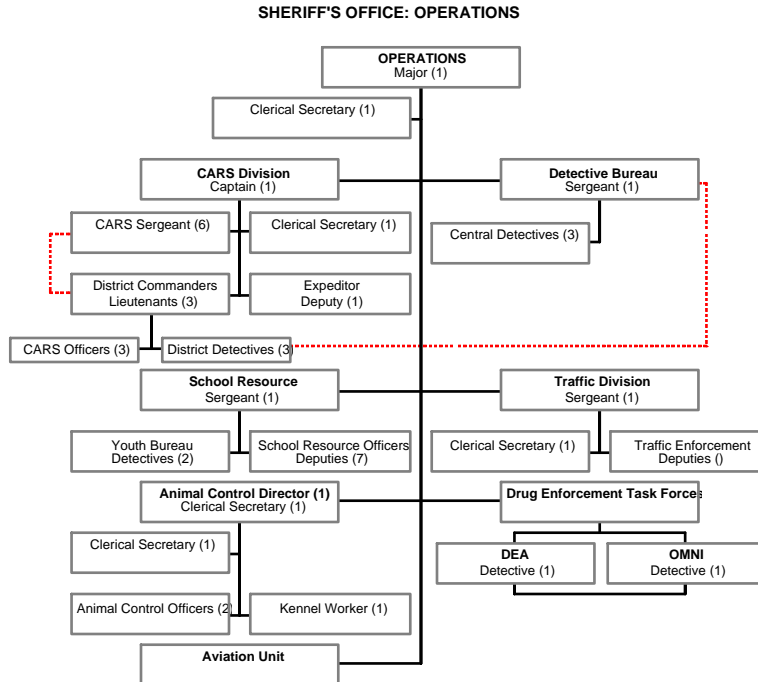 SHERIFF'S OFFICE: OPERATIONS
OPERATIONS
Major (1)
Clerical Secretary (1)
CARS Division
Captain (1)
Detective Bureau
Sergeant (1)
CARS Sergeant (6)
Clerical Secretary (1)
Central Detectives (3)
District Commanders
Lieutenants (3)
Expeditor
Deputy (1)
CARS Officers (3)
District Detectives (3)
School Resource
Sergeant (1)
Traffic Division
Sergeant (1)
Youth Bureau
Detectives (2)
School Resource Officers
Deputies (7)
Clerical Secretary (1)
Traffic Enforcement
Deputies ()
Animal Control Director (1)
Clerical Secretary (1)
Drug Enforcement Task Forces
Clerical Secretary (1)
DEA
Detective (1)
OMNI
Detective (1)
Animal Control Officers (2)
Kennel Worker (1)
Aviation Unit